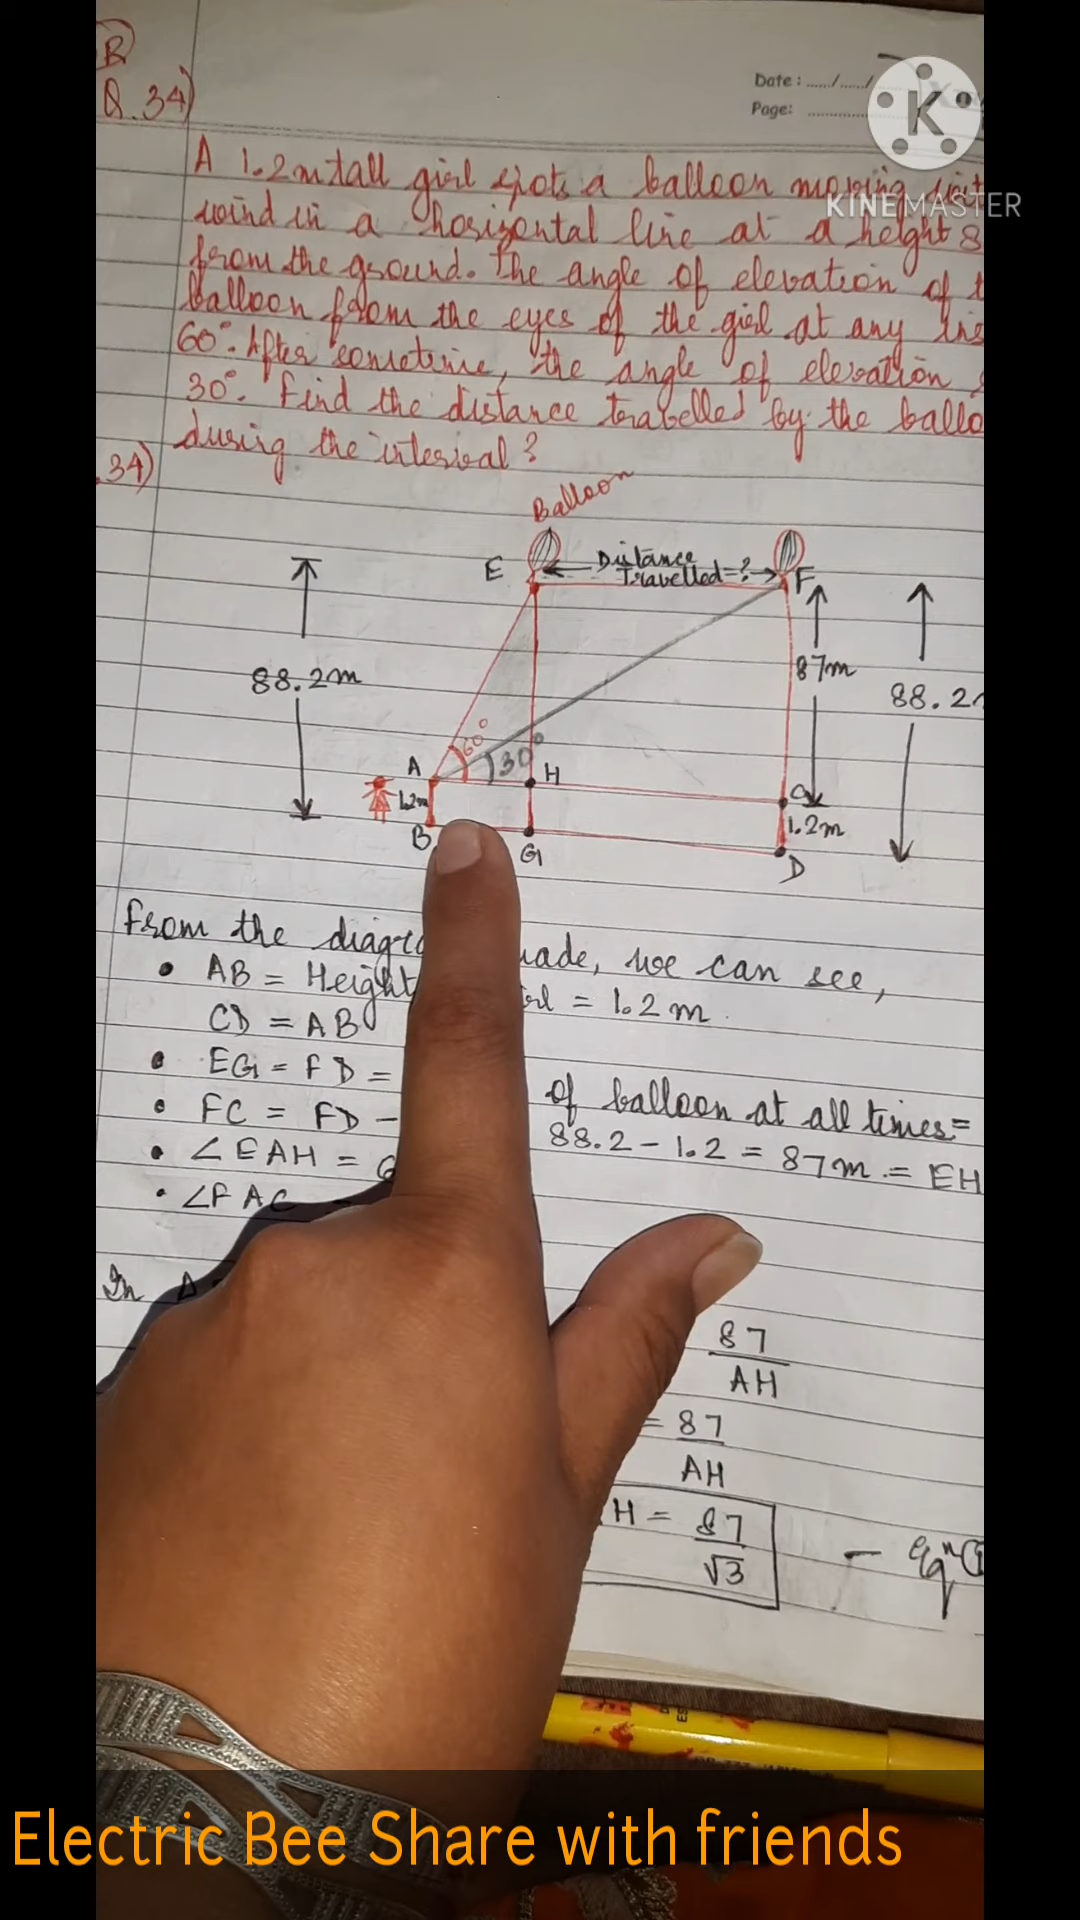 B
Q.34)
Date : ....../....../
Page: ..................
K
KINEMASTER
A 1.2m tall girl spots a balloon moving
wind in a horizontal line at a height 8
from the ground. The angle of elevation of
balloon from the eyes of the girl at any
60°. After sometime, the angle of elevation
30°. Find the distance travelled by the
during the interval?
34)
Balloon
E
Distance
Travelled=?
F
88.2m
87m
88.2
60°
30°
A
H
C
1.2m
1.2m
B
G
D
From the made, we can see,
• AB = Height = 1.2m.
CD = AB
• EG = FD = of balloon at all times=
• FC = FD - 88.2 - 1.2 = 87m = EH
• ∠EAH =
• ∠FAC
In Δ
87
AH
= 87
AH
H = 87
√3
Electric Bee Share with friends